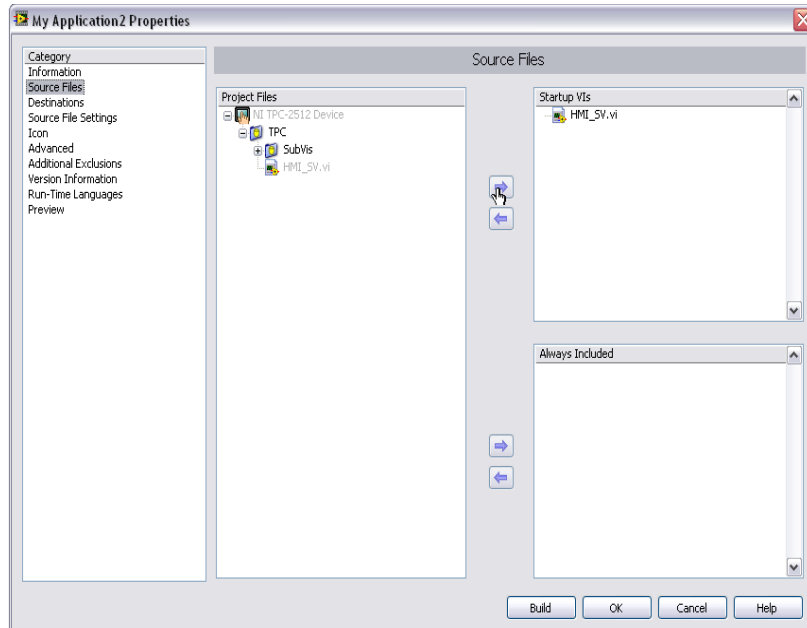 My Application2 Properties
Category
Information
Source Files
Destinations
Source File Settings
Icon
Advanced
Additional Exclusions
Version Information
Run-Time Languages
Preview
Source Files
Project Files
NI TPC-2512 Device
TPC
SubVis
HMI_SV.vi
Startup VIs
HMI_SV.vi
Always Included
Build
OK
Cancel
Help